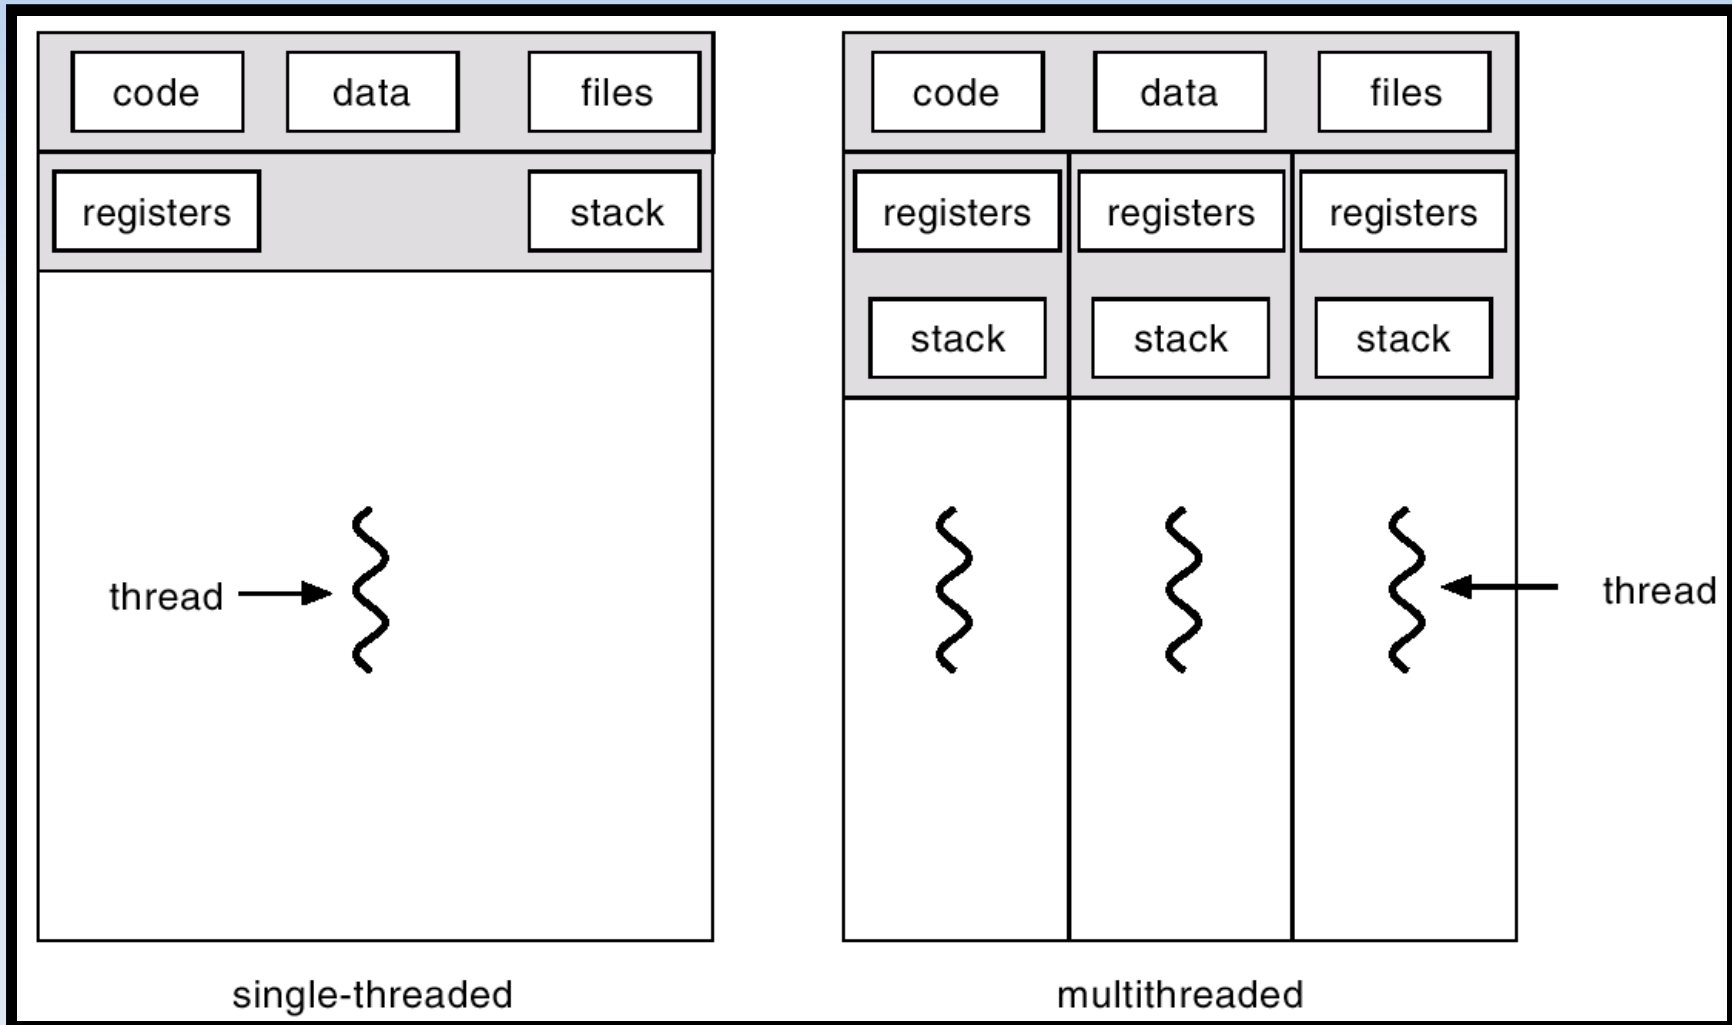 code data files
registers stack
thread
single-threaded
code data files
registers registers registers
stack stack stack
thread
multithreaded